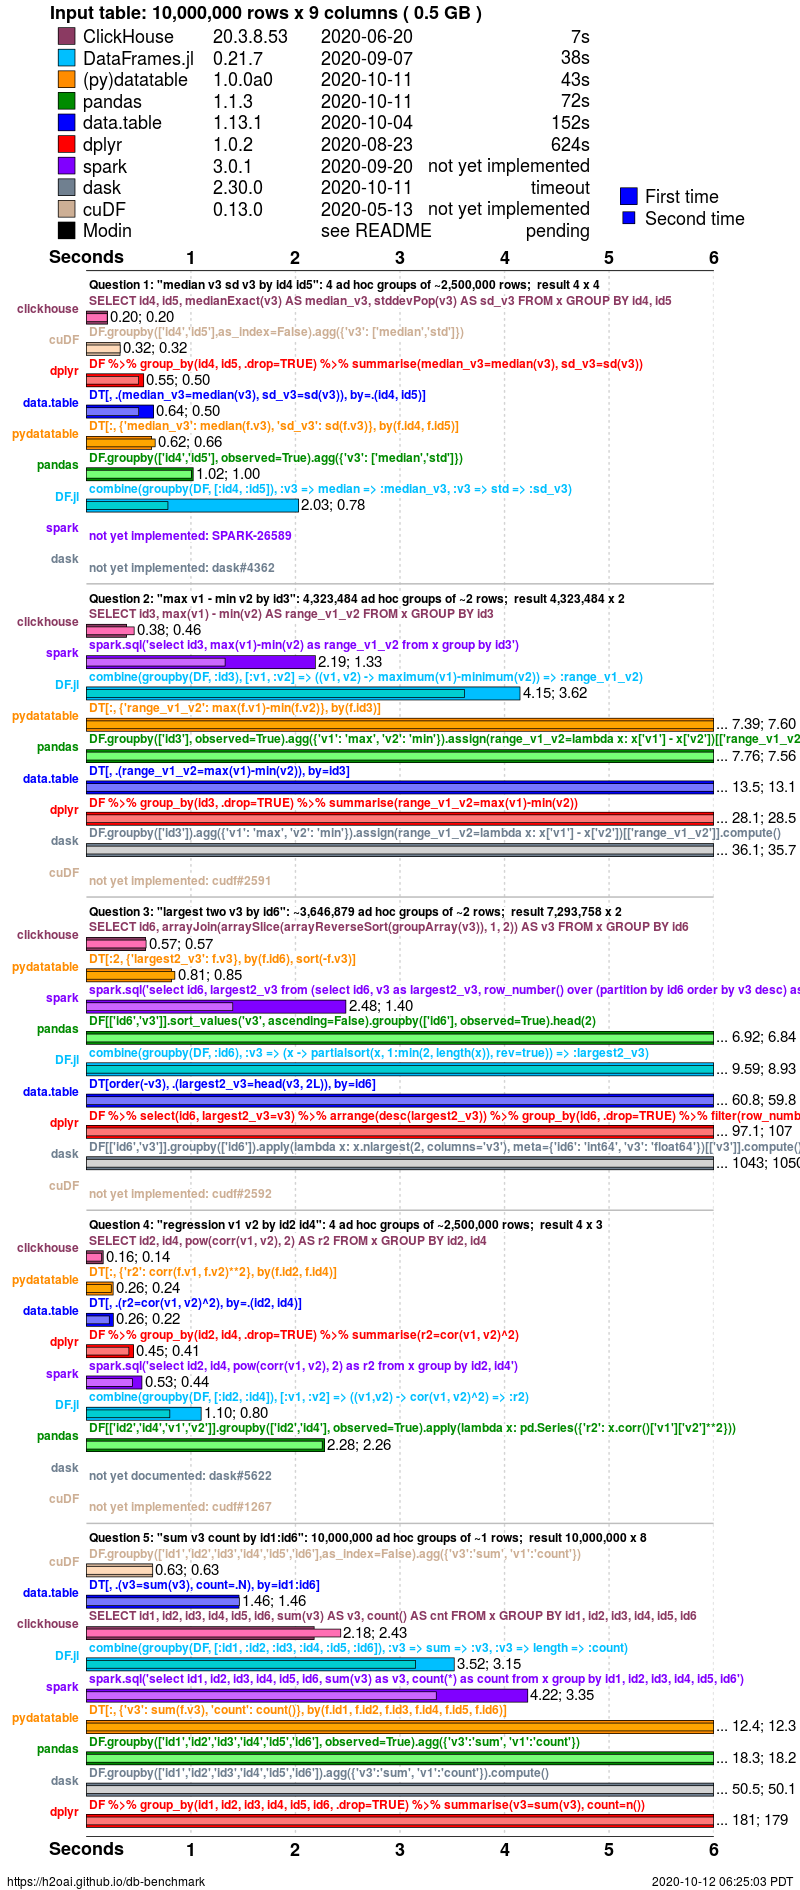 Input table: 10,000,000 rows x 9 columns ( 0.5 GB )
ClickHouse 20.3.8.53 2020-06-20 7s
DataFrames.jl 0.21.7 2020-09-07 38s
(py)datatable 1.0.0a0 2020-10-11 43s
pandas 1.1.3 2020-10-11 72s
data.table 1.13.1 2020-10-04 152s
dplyr 1.0.2 2020-08-23 624s
spark 3.0.1 2020-09-20 not yet implemented
dask 2.30.0 2020-10-11 timeout
cuDF 0.13.0 2020-05-13 not yet implemented
Modin see README pending
First time
Second time
Seconds 1 2 3 4 5 6
Question 1: "median v3 sd v3 by id4 id5": 4 ad hoc groups of ~2,500,000 rows; result 4 x 4
SELECT id4, id5, medianExact(v3) AS median_v3, stddevPop(v3) AS sd_v3 FROM x GROUP BY id4, id5
clickhouse 0.20; 0.20
DF.groupby(['id4','id5'],as_index=False).agg({'v3': ['median','std']})
cuDF 0.32; 0.32
DF %>% group_by(id4, id5, .drop=TRUE) %>% summarise(median_v3=median(v3), sd_v3=sd(v3))
dplyr 0.55; 0.50
DT[, .(median_v3=median(v3), sd_v3=sd(v3)), by=.(id4, id5)]
data.table 0.64; 0.50
DT[:, {'median_v3': median(f.v3), 'sd_v3': sd(f.v3)}, by(f.id4, f.id5)]
pydatatable 0.62; 0.66
DF.groupby(['id4','id5'], observed=True).agg({'v3': ['median','std']})
pandas 1.02; 1.00
combine(groupby(DF, [:id4, :id5]), :v3 => median => :median_v3, :v3 => std => :sd_v3)
DF.jl 2.03; 0.78
spark not yet implemented: SPARK-26589
dask not yet implemented: dask#4362
Question 2: "max v1 - min v2 by id3": 4,323,484 ad hoc groups of ~2 rows; result 4,323,484 x 2
SELECT id3, max(v1) - min(v2) AS range_v1_v2 FROM x GROUP BY id3
clickhouse 0.38; 0.46
spark.sql('select id3, max(v1)-min(v2) as range_v1_v2 from x group by id3')
spark 2.19; 1.33
combine(groupby(DF, :id3), [:v1, :v2] => ((v1, v2) -> maximum(v1)-minimum(v2)) => :range_v1_v2)
DF.jl 4.15; 3.62
DT[:, {'range_v1_v2': max(f.v1)-min(f.v2)}, by(f.id3)]
pydatatable ... 7.39; 7.60
DF.groupby(['id3'], observed=True).agg({'v1': 'max', 'v2': 'min'}).assign(range_v1_v2=lambda x: x['v1'] - x['v2'])[['range_v1_v2
pandas ... 7.76; 7.56
DT[, .(range_v1_v2=max(v1)-min(v2)), by=id3]
data.table ... 13.5; 13.1
DF %>% group_by(id3, .drop=TRUE) %>% summarise(range_v1_v2=max(v1)-min(v2))
dplyr ... 28.1; 28.5
DF.groupby(['id3']).agg({'v1': 'max', 'v2': 'min'}).assign(range_v1_v2=lambda x: x['v1'] - x['v2'])[['range_v1_v2']].compute()
dask ... 36.1; 35.7
cuDF not yet implemented: cudf#2591
Question 3: "largest two v3 by id6": ~3,646,879 ad hoc groups of ~2 rows; result 7,293,758 x 2
SELECT id6, arrayJoin(arraySlice(arrayReverseSort(groupArray(v3)), 1, 2)) AS v3 FROM x GROUP BY id6
clickhouse 0.57; 0.57
DT[:2, {'largest2_v3': f.v3}, by(f.id6), sort(-f.v3)]
pydatatable 0.81; 0.85
spark.sql('select id6, largest2_v3 from (select id6, v3 as largest2_v3, row_number() over (partition by id6 order by v3 desc) as
spark 2.48; 1.40
DF[['id6','v3']].sort_values('v3', ascending=False).groupby(['id6'], observed=True).head(2)
pandas ... 6.92; 6.84
combine(groupby(DF, :id6), :v3 => (x -> partialsort(x, 1:min(2, length(x)), rev=true)) => :largest2_v3)
DF.jl ... 9.59; 8.93
DT[order(-v3), .(largest2_v3=head(v3, 2L)), by=id6]
data.table ... 60.8; 59.8
DF %>% select(id6, largest2_v3=v3) %>% arrange(desc(largest2_v3)) %>% group_by(id6, .drop=TRUE) %>% filter(row_numb
dplyr ... 97.1; 107
DF[['id6','v3']].groupby(['id6']).apply(lambda x: x.nlargest(2, columns='v3'), meta={'id6': 'int64', 'v3': 'float64'})[['v3']].compute()
dask ... 1043; 1050
cuDF not yet implemented: cudf#2592
Question 4: "regression v1 v2 by id2 id4": 4 ad hoc groups of ~2,500,000 rows; result 4 x 3
SELECT id2, id4, pow(corr(v1, v2), 2) AS r2 FROM x GROUP BY id2, id4
clickhouse 0.16; 0.14
DT[:, {'r2': corr(f.v1, f.v2)**2}, by(f.id2, f.id4)]
pydatatable 0.26; 0.24
DT[, .(r2=cor(v1, v2)^2), by=.(id2, id4)]
data.table 0.26; 0.22
DF %>% group_by(id2, id4, .drop=TRUE) %>% summarise(r2=cor(v1, v2)^2)
dplyr 0.45; 0.41
spark.sql('select id2, id4, pow(corr(v1, v2), 2) as r2 from x group by id2, id4')
spark 0.53; 0.44
combine(groupby(DF, [:id2, :id4]), [:v1, :v2] => ((v1,v2) -> cor(v1, v2)^2) => :r2)
DF.jl 1.10; 0.80
DF[['id2','id4','v1','v2']].groupby(['id2','id4'], observed=True).apply(lambda x: pd.Series({'r2': x.corr()['v1']['v2']**2}))
pandas 2.28; 2.26
dask not yet documented: dask#5622
cuDF not yet implemented: cudf#1267
Question 5: "sum v3 count by id1:id6": 10,000,000 ad hoc groups of ~1 rows; result 10,000,000 x 8
DF.groupby(['id1','id2','id3','id4','id5','id6'],as_index=False).agg({'v3':'sum', 'v1':'count'})
cuDF 0.63; 0.63
DT[, .(v3=sum(v3), count=.N), by=id1:id6]
data.table 1.46; 1.46
SELECT id1, id2, id3, id4, id5, id6, sum(v3) AS v3, count() AS cnt FROM x GROUP BY id1, id2, id3, id4, id5, id6
clickhouse 2.18; 2.43
combine(groupby(DF, [:id1, :id2, :id3, :id4, :id5, :id6]), :v3 => sum => :v3, :v3 => length => :count)
DF.jl 3.52; 3.15
spark.sql('select id1, id2, id3, id4, id5, id6, sum(v3) as v3, count(*) as count from x group by id1, id2, id3, id4, id5, id6')
spark 4.22; 3.35
DT[:, {'v3': sum(f.v3), 'count': count()}, by(f.id1, f.id2, f.id3, f.id4, f.id5, f.id6)]
pydatatable ... 12.4; 12.3
DF.groupby(['id1','id2','id3','id4','id5','id6'], observed=True).agg({'v3':'sum', 'v1':'count'})
pandas ... 18.3; 18.2
DF.groupby(['id1','id2','id3','id4','id5','id6']).agg({'v3':'sum', 'v1':'count'}).compute()
dask ... 50.5; 50.1
DF %>% group_by(id1, id2, id3, id4, id5, id6, .drop=TRUE) %>% summarise(v3=sum(v3), count=n())
dplyr ... 181; 179
Seconds 1 2 3 4 5 6
https://h2oai.github.io/db-benchmark 2020-10-12 06:25:03 PDT